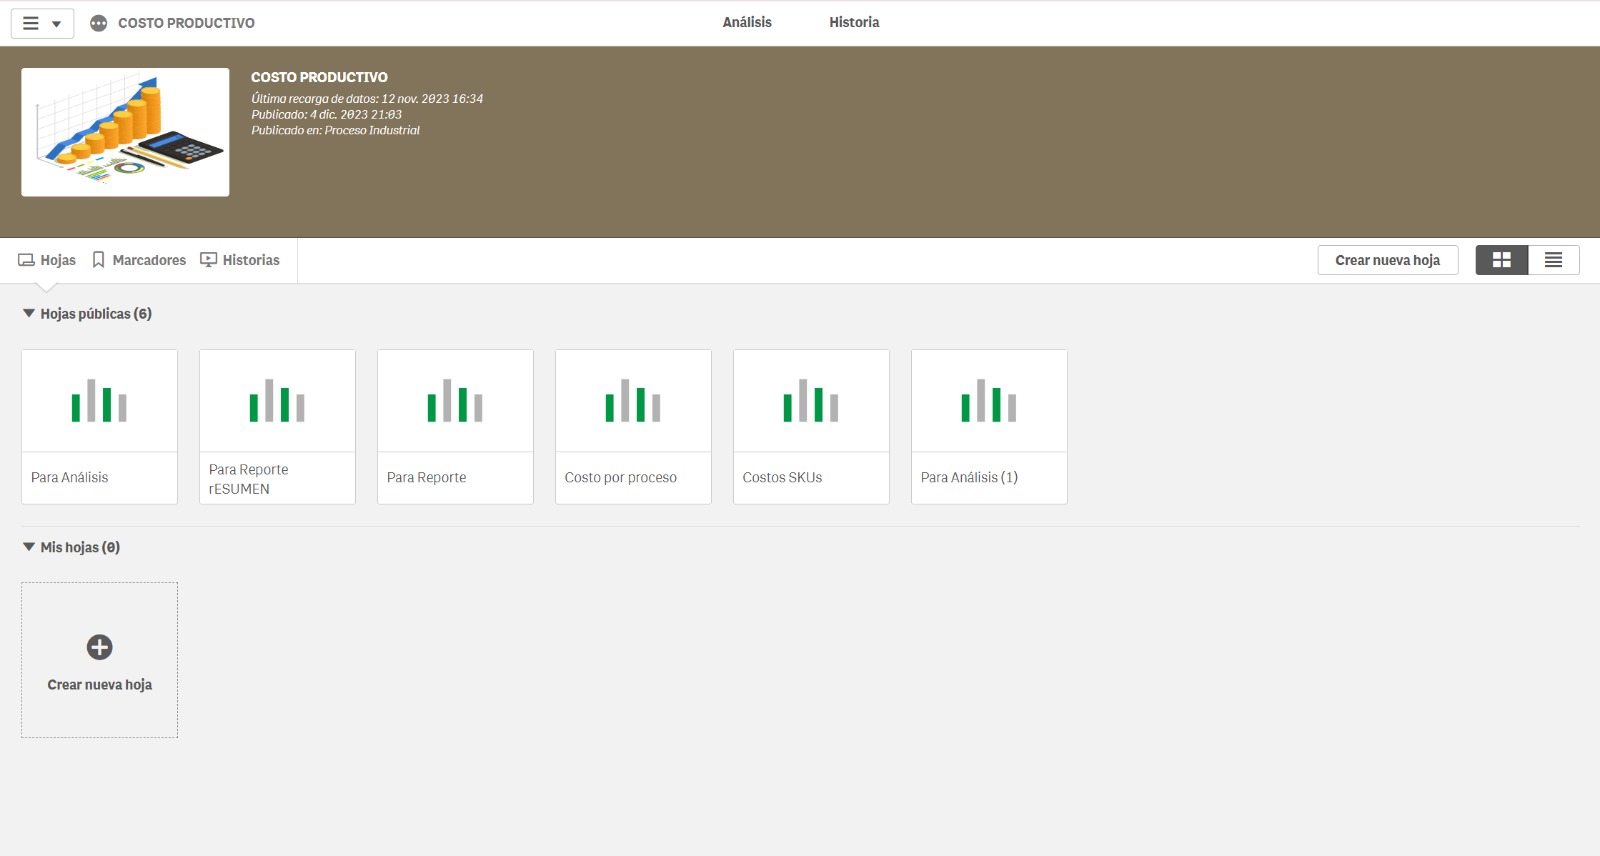 COSTO PRODUCTIVO
Análisis
Historia
COSTO PRODUCTIVO
Última recarga de datos: 12 nov. 2023 16:34
Publicado: 4 dic. 2023 21:03
Publicado en: Proceso Industrial
Hojas
Marcadores
Historias
Crear nueva hoja
Hojas públicas (6)
Para Análisis
Para Reporte
rESUMEN
Para Reporte
Costo por proceso
Costos SKUs
Para Análisis (1)
Mis hojas (0)
Crear nueva hoja